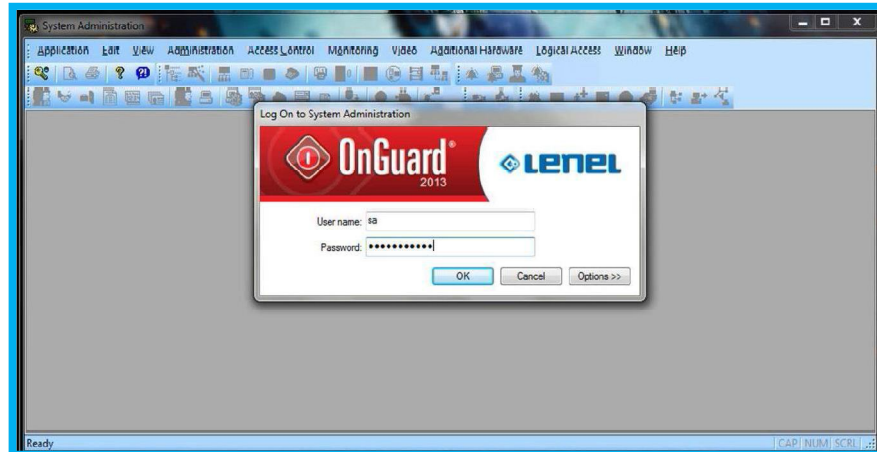 System Administration
Application Edit View Administration Access Control Monitoring Video Additional Hardware Logical Access Window Help
Log On to System Administration
OnGuard®
2013
LENEL
User name: sa
Password: •••••••••••
OK Cancel Options >>
Ready CAP NUM SCRL